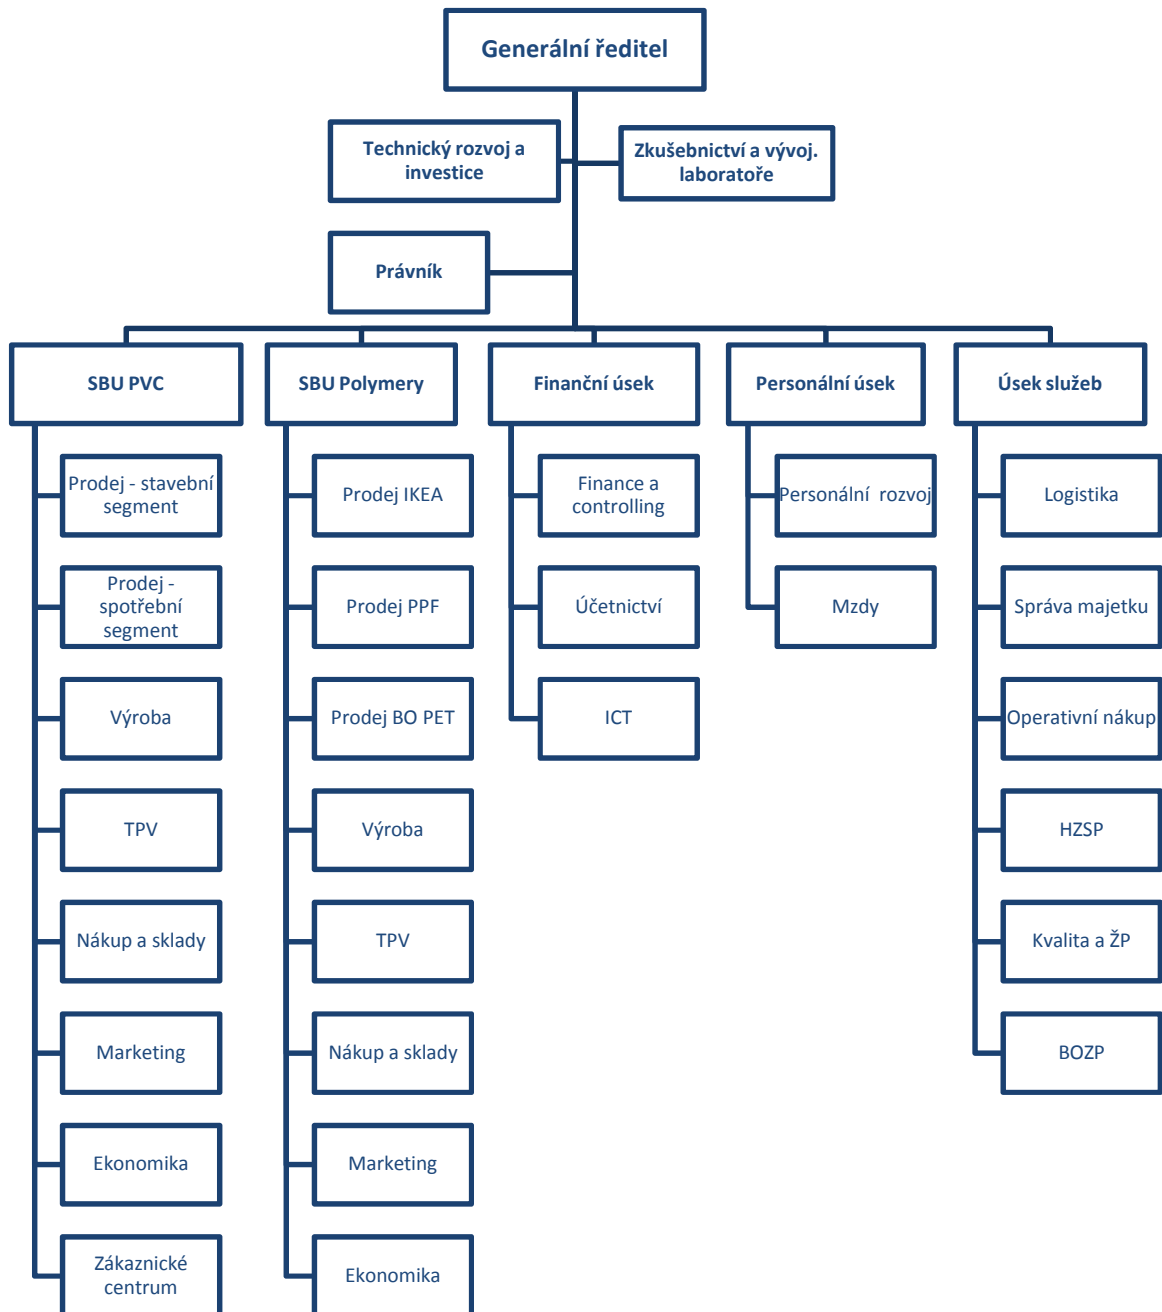 Generální ředitel
Technický rozvoj a
investice
Zkušebnictví a vývoj.
laboratoře
Právník
SBU PVC
SBU Polymery
Finanční úsek
Personální úsek
Úsek služeb
Prodej - stavební
segment
Prodej -
spotřební
segment
Výroba
TPV
Nákup a sklady
Marketing
Ekonomika
Zákaznické
centrum
Prodej IKEA
Prodej PPF
Prodej BO PET
Výroba
TPV
Nákup a sklady
Marketing
Ekonomika
Finance a
controlling
Účetnictví
ICT
Personální rozvoj
Mzdy
Logistika
Správa majetku
Operativní nákup
HZSP
Kvalita a ŽP
BOZP